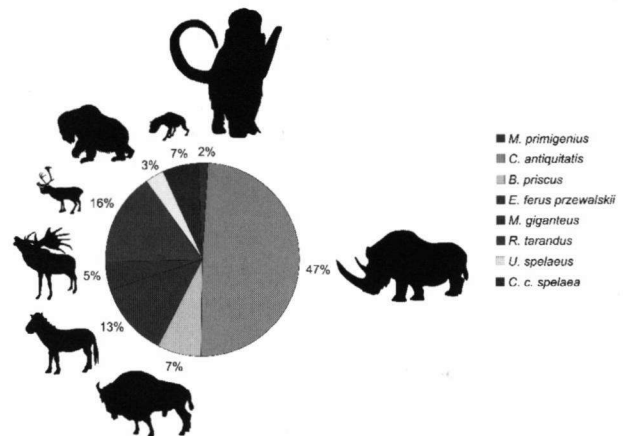 7% 2%
3%
16%
5%
47%
13%
7%
M. primigenius
C. antiquitatis
B. priscus
E. ferus przewalskii
M. giganteus
R. tarandus
U. spelaeus
C. c. spelaea